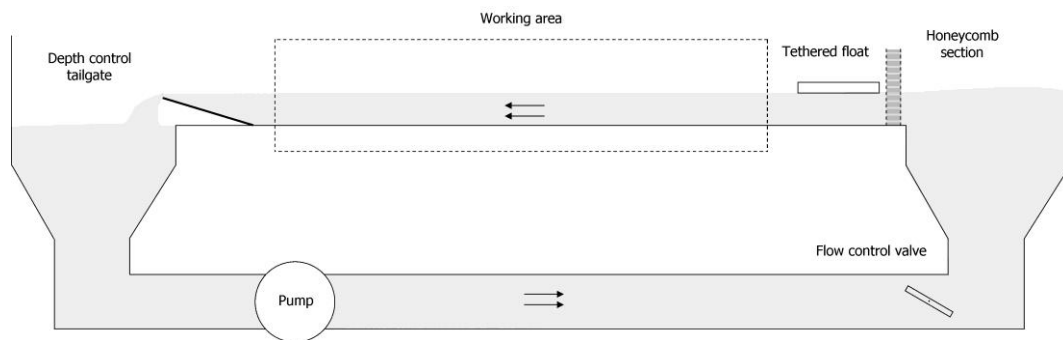 Working area
Depth control
tailgate
Tethered float
Honeycomb
section
Flow control valve
Pump